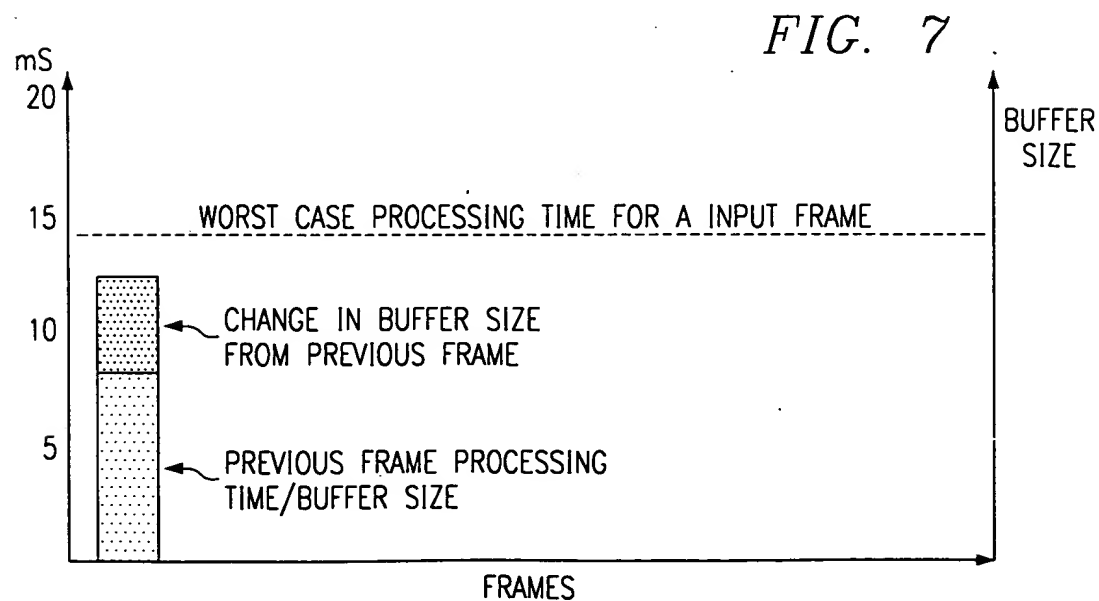 FIG. 7
mS
20
BUFFER
SIZE
15
WORST CASE PROCESSING TIME FOR A INPUT FRAME
10
CHANGE IN BUFFER SIZE
FROM PREVIOUS FRAME
5
PREVIOUS FRAME PROCESSING
TIME/BUFFER SIZE
FRAMES